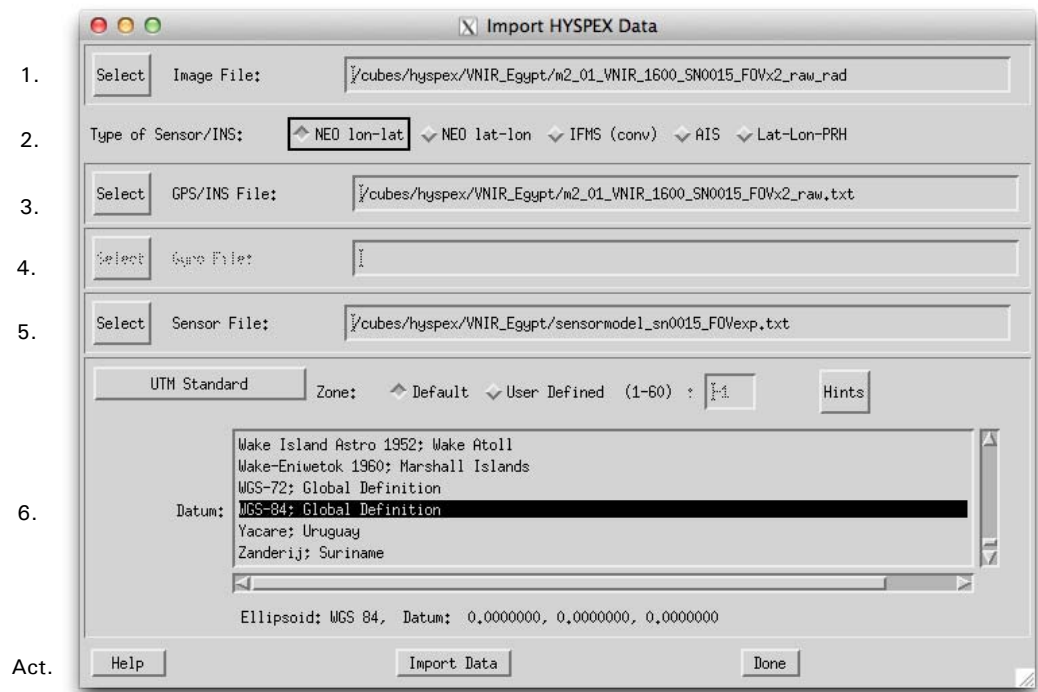 Import HYSPEX Data
1. Select Image File: /cubes/hyspex/VNIR_Egypt/m2_01_VNIR_1600_SN0015_FOVx2_raw_rad
2. Type of Sensor/INS: NEO lon-lat NEO lat-lon IFMS (conv) AIS Lat-Lon-PRH
3. Select GPS/INS File: /cubes/hyspex/VNIR_Egypt/m2_01_VNIR_1600_SN0015_FOVx2_raw.txt
4. Select Gyro File:
5. Select Sensor File: /cubes/hyspex/VNIR_Egypt/sensormodel_sn0015_FOVexp.txt
UTM Standard Zone: Default User Defined (1-60) : -1 Hints
Wake Island Astro 1952; Wake Atoll
Wake-Eniwetok 1960; Marshall Islands
WGS-72; Global Definition
6. Datum: WGS-84; Global Definition
Yacare; Uruguay
Zanderij; Suriname
Ellipsoid: WGS 84, Datum: 0.0000000, 0.0000000, 0.0000000
Act. Help Import Data Done